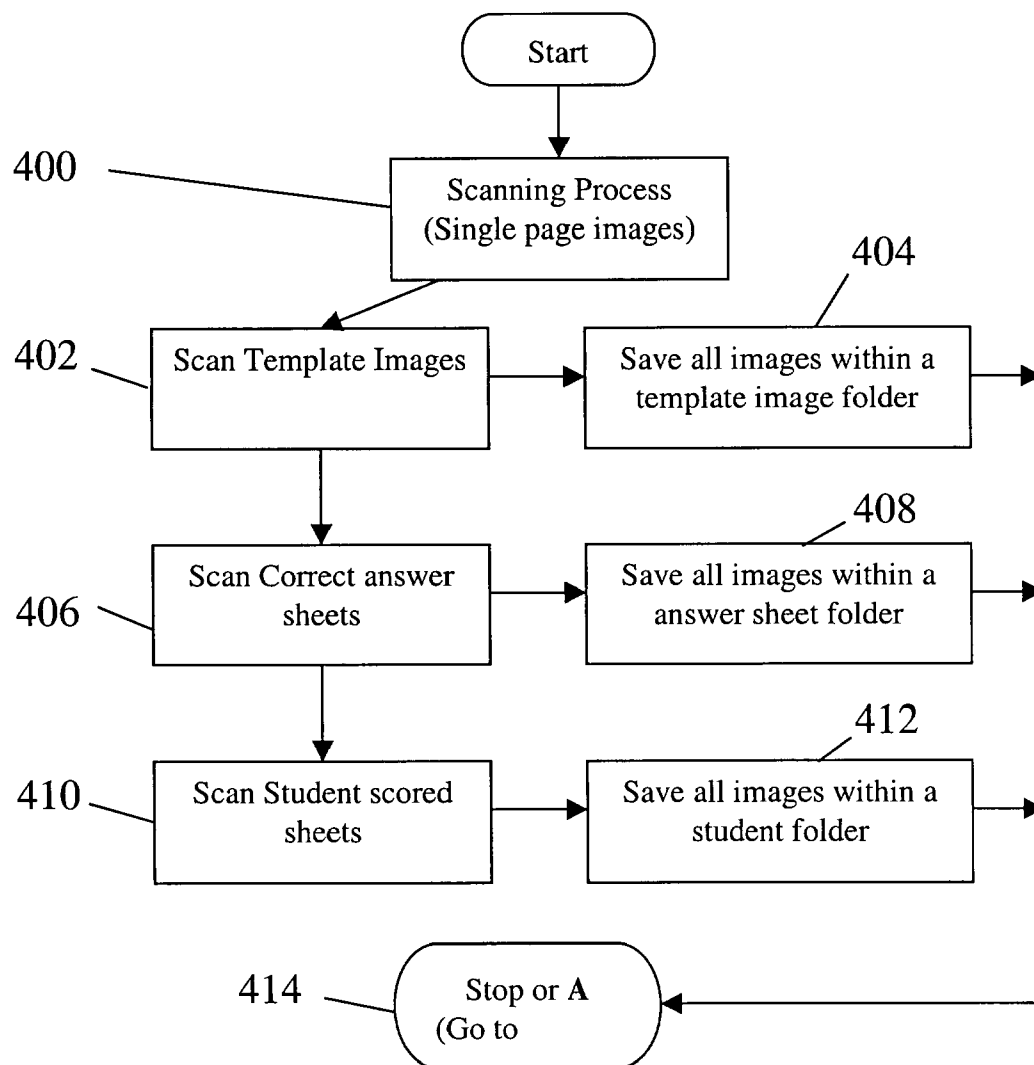 Start
400
Scanning Process
(Single page images)
404
402
Scan Template Images
Save all images within a
template image folder
408
406
Scan Correct answer
sheets
Save all images within a
answer sheet folder
412
410
Scan Student scored
sheets
Save all images within a
student folder
414
Stop or A
(Go to